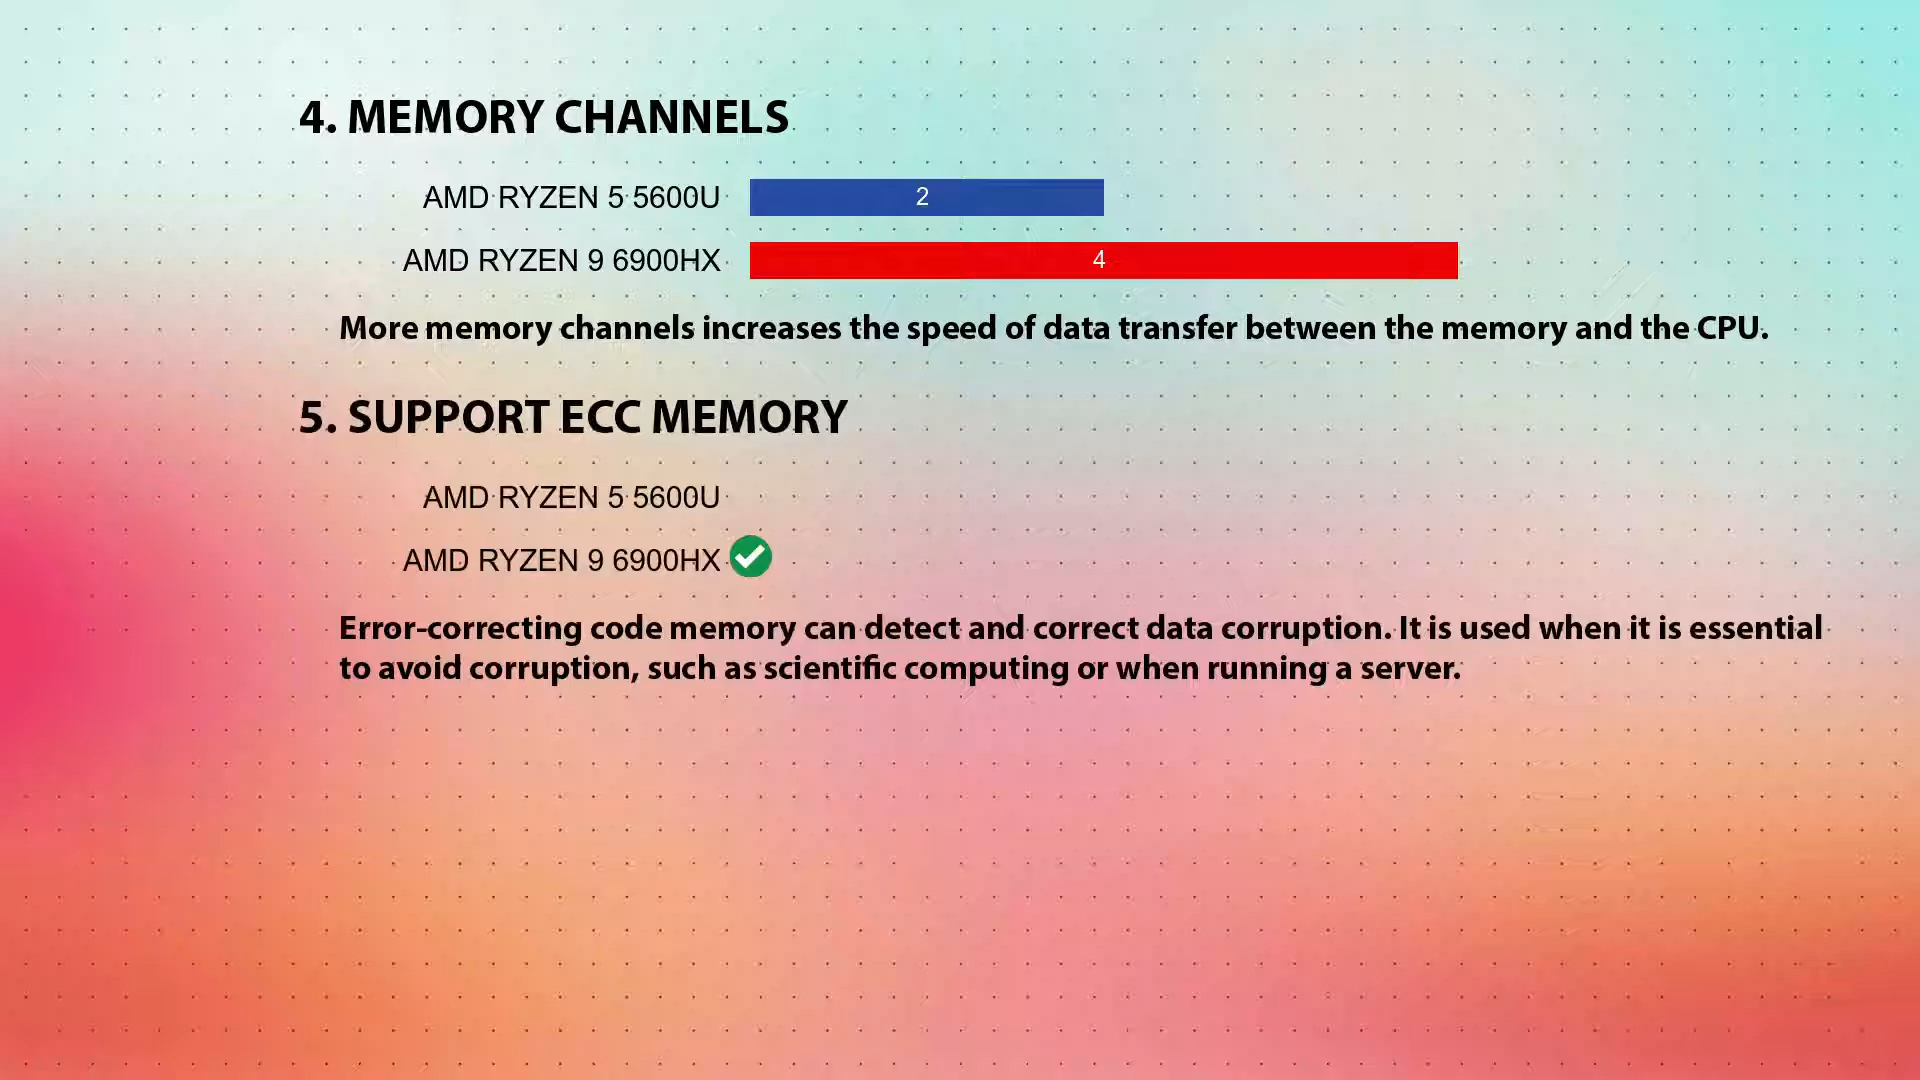 4. MEMORY CHANNELS
AMD RYZEN 5 5600U 2
AMD RYZEN 9 6900HX 4
More memory channels increases the speed of data transfer between the memory and the CPU.
5. SUPPORT ECC MEMORY
AMD RYZEN 5 5600U
AMD RYZEN 9 6900HX
Error-correcting code memory can detect and correct data corruption. It is used when it is essential
to avoid corruption, such as scientific computing or when running a server.